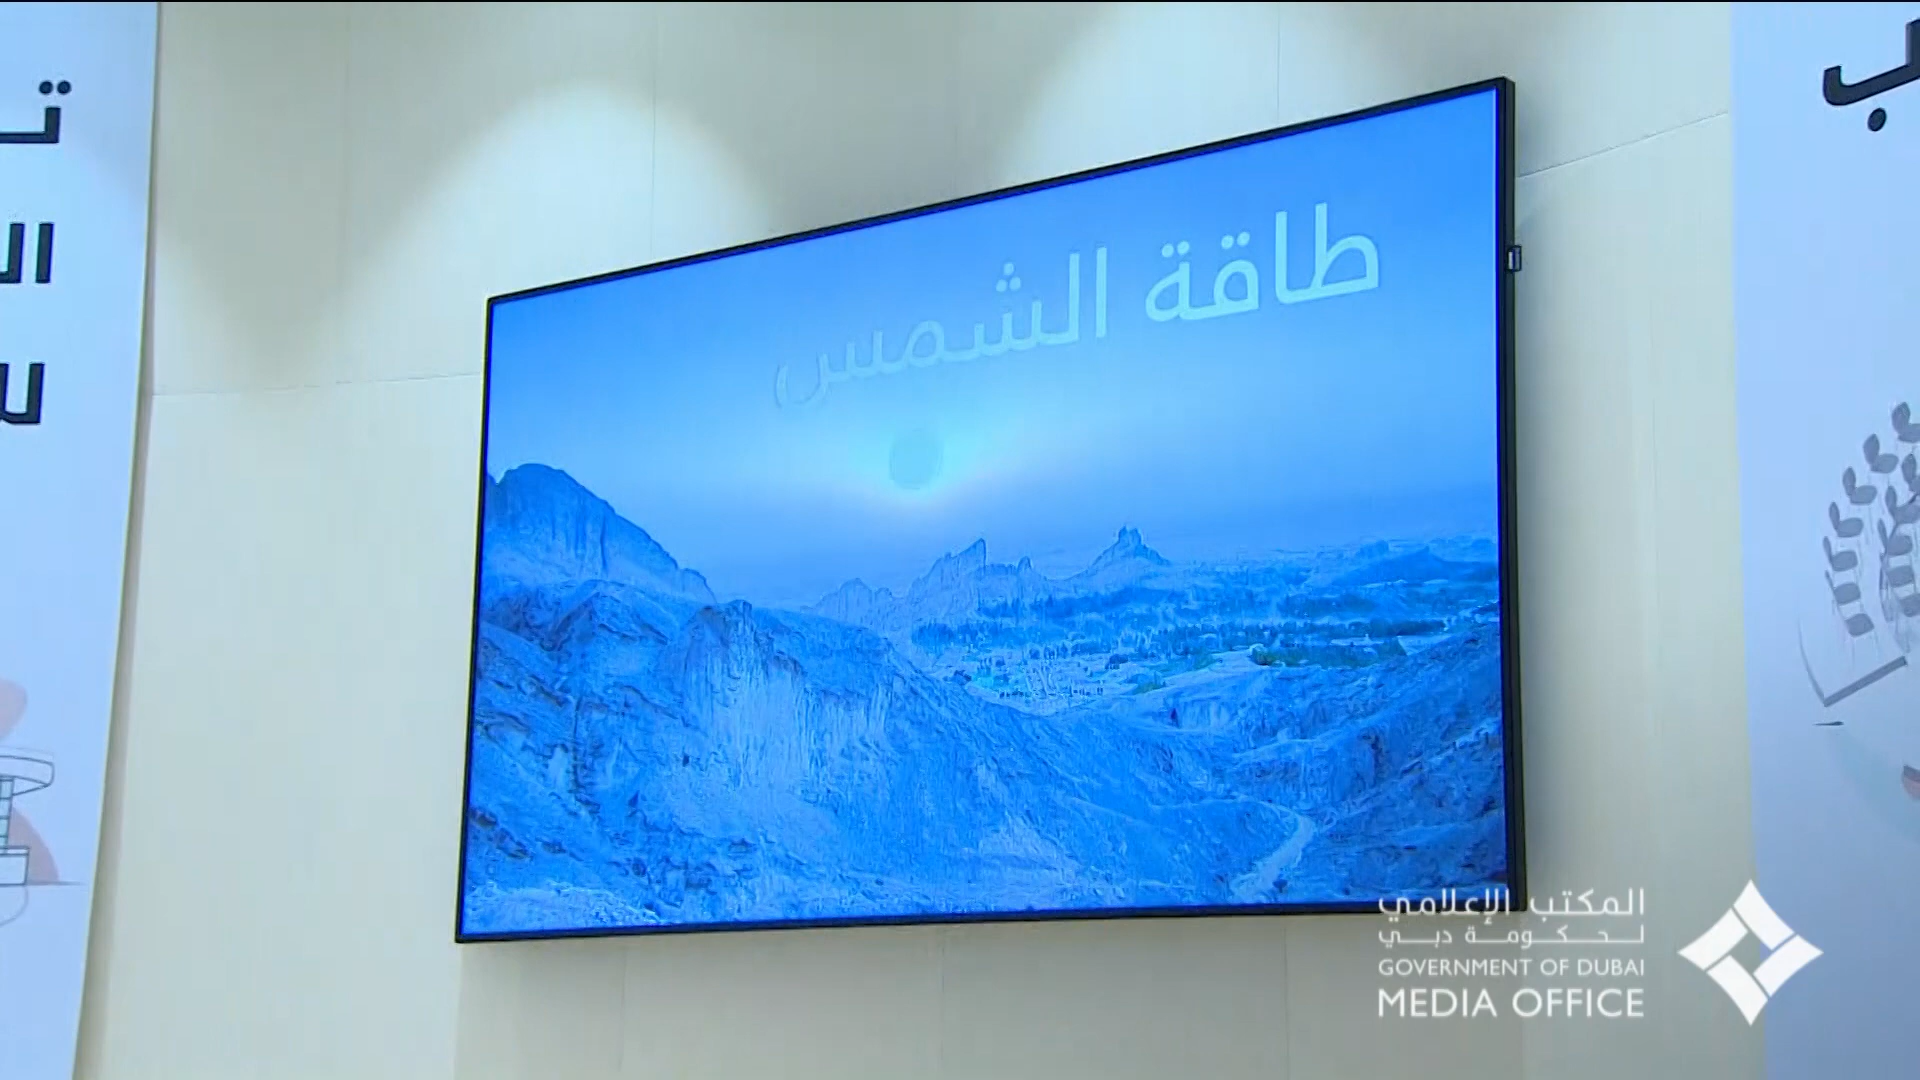 طاقة الشمس
المكتب الإعلامي
لحكومة دبي
GOVERNMENT OF DUBAI
MEDIA OFFICE